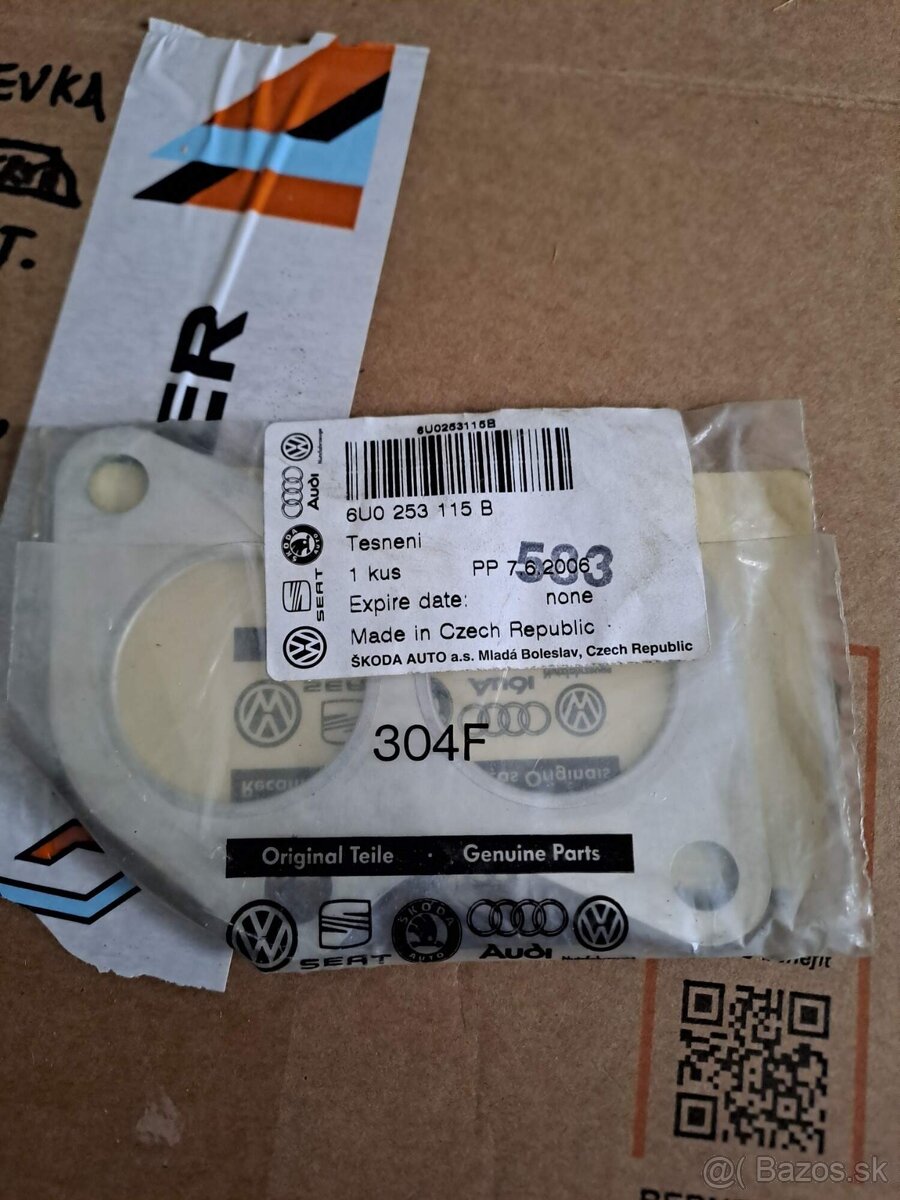 EVKA
T.
ER
6U0253115B
Audi
6U0 253 115 B
Tesneni
1 kus PP 7.6.2006
583
Expire date: none
SEAT
Made in Czech Republic
ŠKODA AUTO a.s. Mladá Boleslav, Czech Republic
ŠKODA
304F
Original Teile · Genuine Parts
SEAT
ŠKODA
AUTO
Audi
@( Bazos.sk